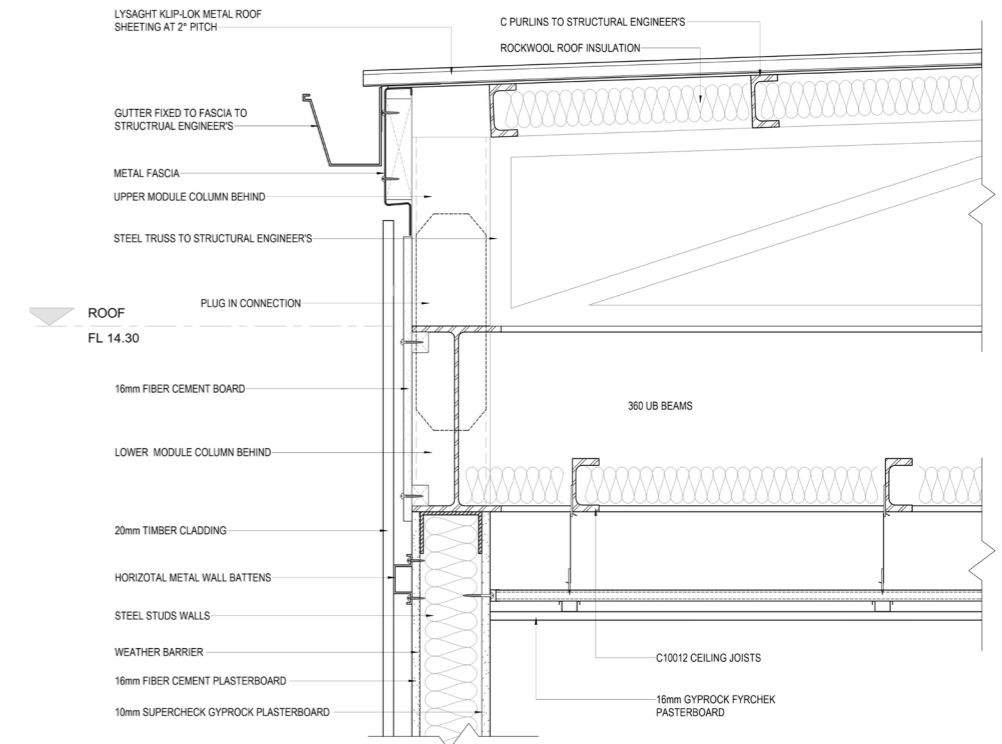 LYSAGHT KLIP-LOK METAL ROOF
SHEETING AT 2° PITCH
C PURLINS TO STRUCTURAL ENGINEER'S
ROCKWOOL ROOF INSULATION
GUTTER FIXED TO FASCIA TO
STRUCTRUAL ENGINEER'S
METAL FASCIA
UPPER MODULE COLUMN BEHIND
STEEL TRUSS TO STRUCTURAL ENGINEER'S
PLUG IN CONNECTION
ROOF
FL 14.30
16mm FIBER CEMENT BOARD
360 UB BEAMS
LOWER MODULE COLUMN BEHIND
20mm TIMBER CLADDING
HORIZOTAL METAL WALL BATTENS
STEEL STUDS WALLS
WEATHER BARRIER
C10012 CEILING JOISTS
16mm FIBER CEMENT PLASTERBOARD
16mm GYPROCK FYRCHEK
PASTERBOARD
10mm SUPERCHECK GYPROCK PLASTERBOARD